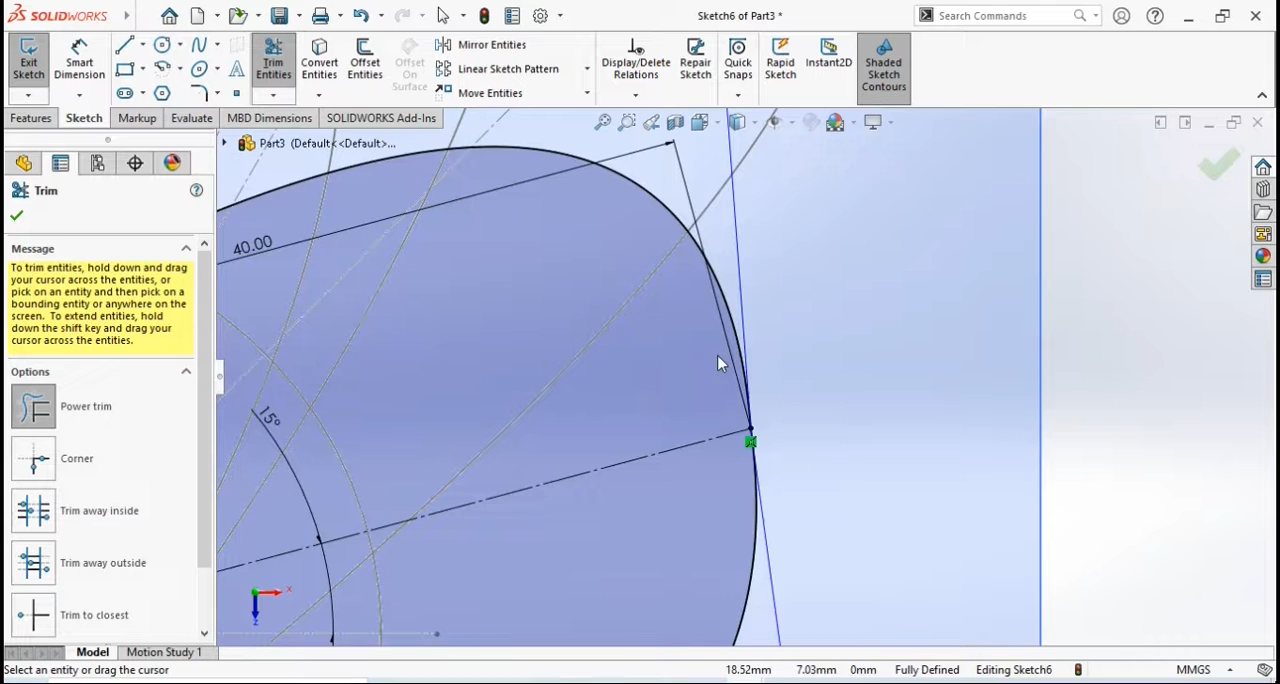 SOLIDWORKS
Sketch6 of Part3 *
Search Commands
Exit Sketch
Smart Dimension
Trim Entities
Convert Entities
Offset Entities
Offset On Surface
Mirror Entities
Linear Sketch Pattern
Move Entities
Display/Delete Relations
Repair Sketch
Quick Snaps
Rapid Sketch
Instant2D
Shaded Sketch Contours
Features
Sketch
Markup
Evaluate
MBD Dimensions
SOLIDWORKS Add-Ins
Part3 (Default<<Default>...
Trim
Message
To trim entities, hold down and drag
your cursor across the entities, or
pick on an entity and then pick on a
bounding entity or anywhere on the
screen. To extend entities, hold
down the shift key and drag your
cursor across the entities.
Options
Power trim
Corner
Trim away inside
Trim away outside
Trim to closest
40.00
15°
x
z
Model
Motion Study 1
Select an entity or drag the cursor
18.52mm
7.03mm
0mm
Fully Defined
Editing Sketch6
MMGS